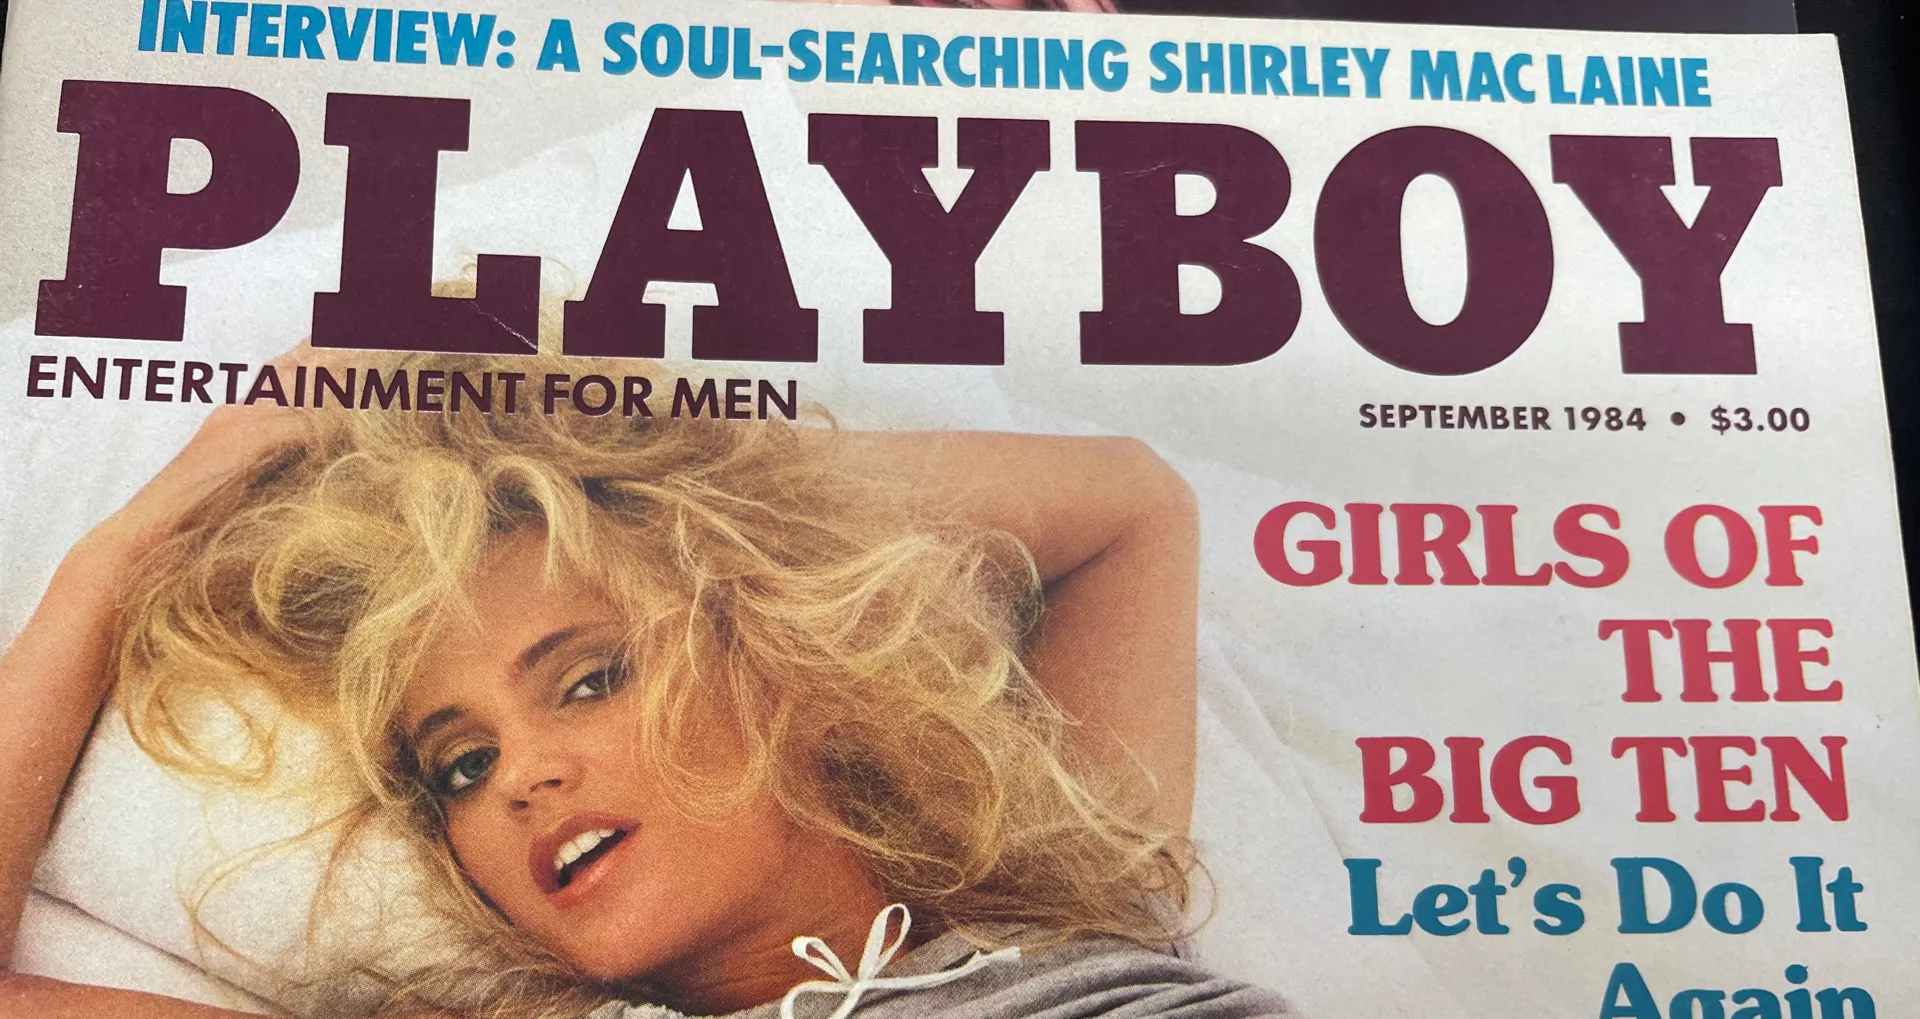 INTERVIEW: A SOUL-SEARCHING SHIRLEY MAC LAINE
PLAYBOY
ENTERTAINMENT FOR MEN
SEPTEMBER 1984 • $3.00
GIRLS OF
THE
BIG TEN
Let's Do It
Again